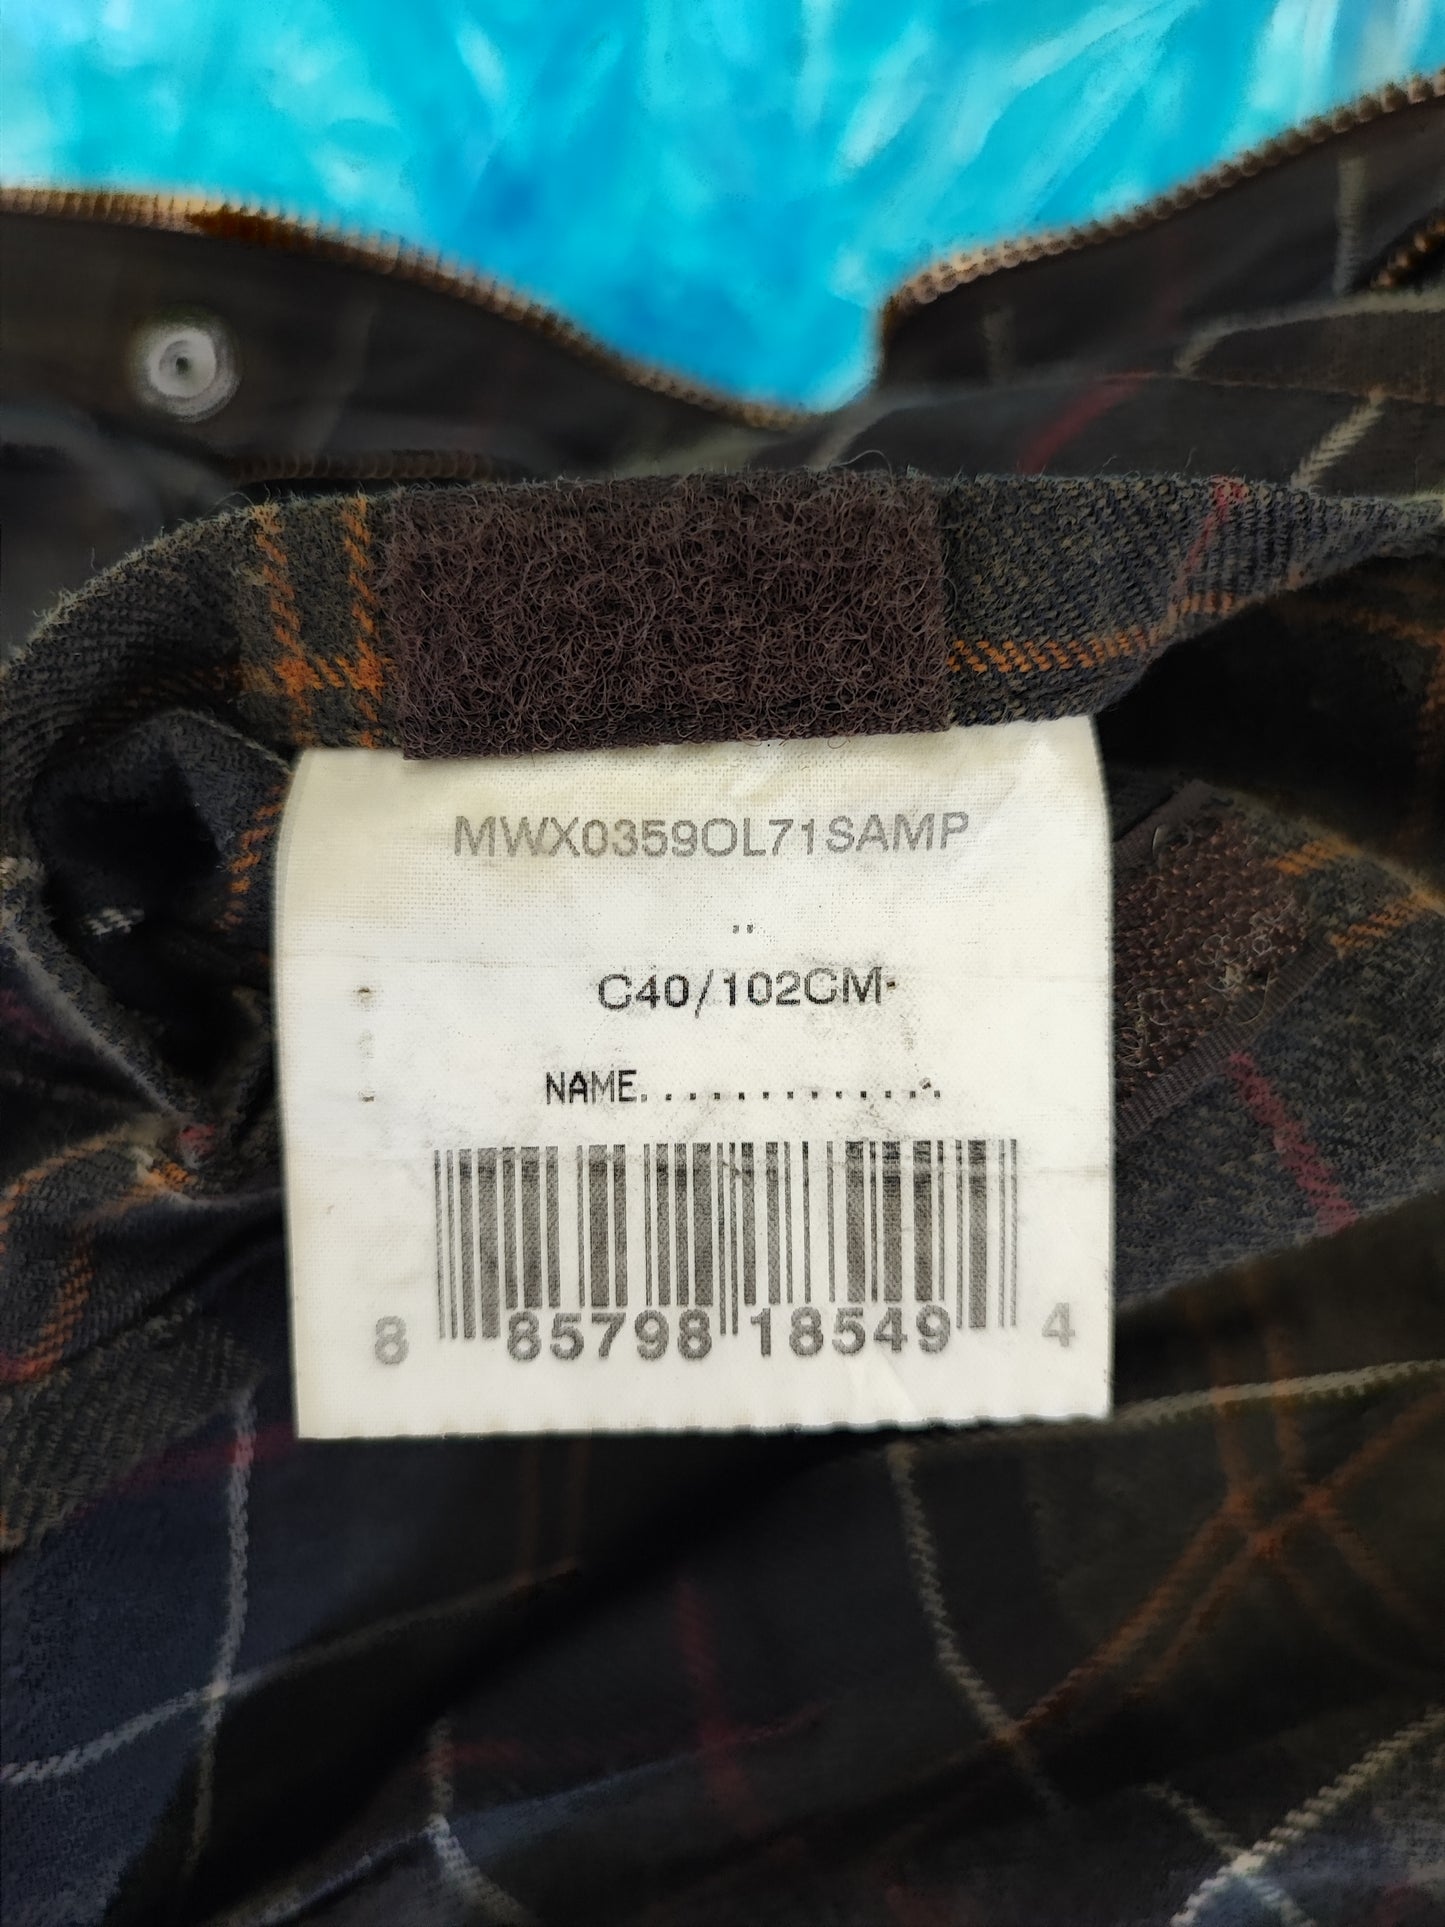 MWX0359OL71SAMP
..
C40/102CM
NAME..............
8 85798 18549 4